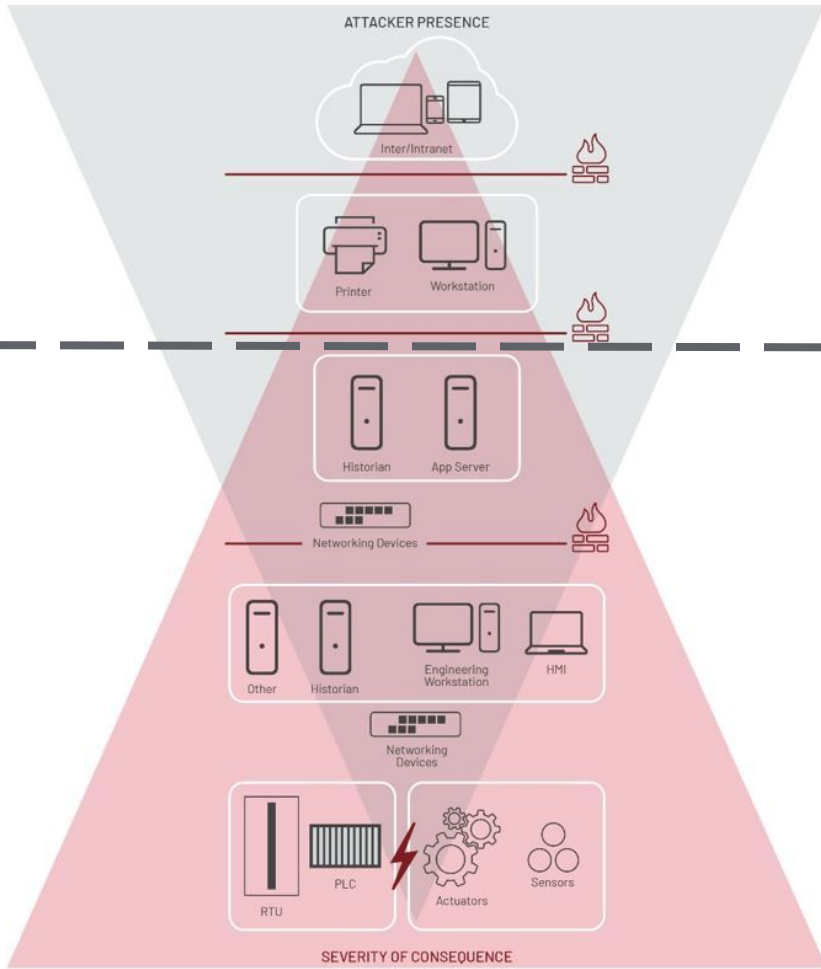 ATTACKER PRESENCE
Inter/Intranet
Printer
Workstation
Historian
App Server
Networking Devices
Other
Historian
Engineering
Workstation
HMI
Networking
Devices
RTU
PLC
Actuators
Sensors
SEVERITY OF CONSEQUENCE